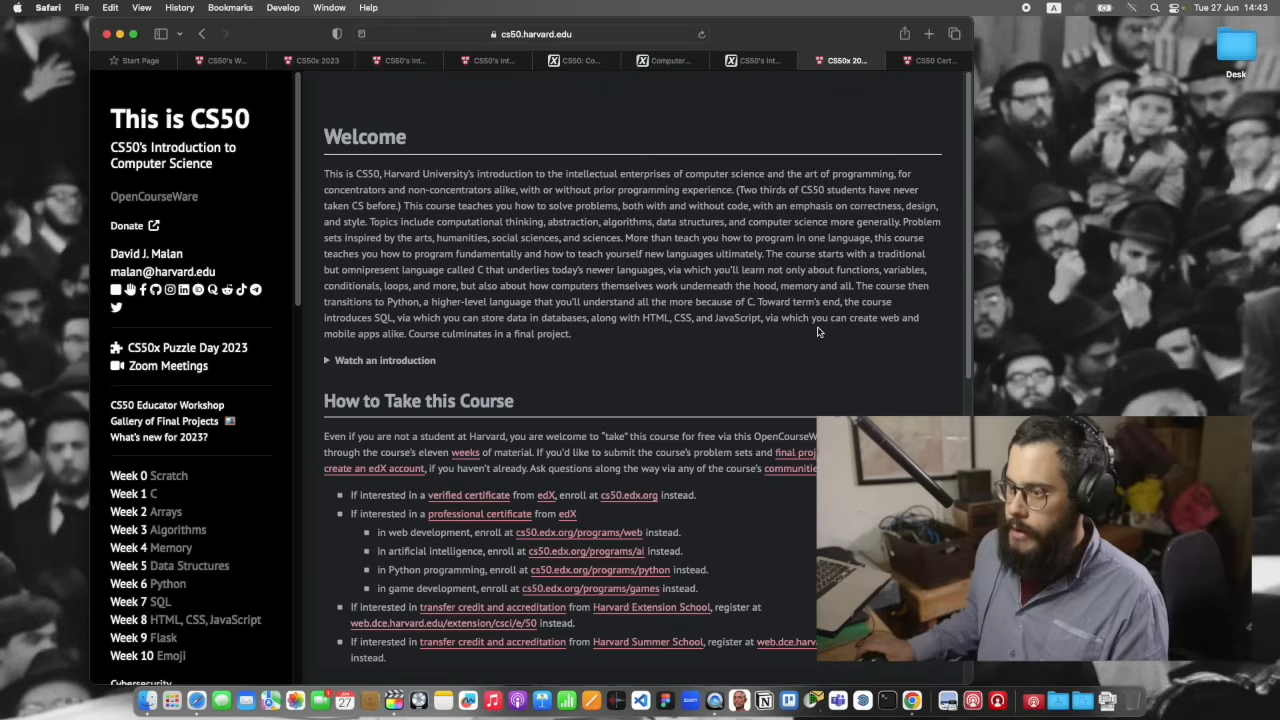 Safari File Edit View History Bookmarks Develop Window Help
A
Tue 27 Jun 14:43
cs50.harvard.edu
Start Page
CS50's W...
CS50x 2023
CS50's Int...
CS50's Int...
CS50: Co...
Computer...
CS50's Int...
CS50x 20...
CS50 Cert...
Desk
This is CS50
CS50's Introduction to
Computer Science
OpenCourseWare
Donate
David J. Malan
malan@harvard.edu
CS50x Puzzle Day 2023
Zoom Meetings
CS50 Educator Workshop
Gallery of Final Projects
What's new for 2023?
Week 0 Scratch
Week 1 C
Week 2 Arrays
Week 3 Algorithms
Week 4 Memory
Week 5 Data Structures
Week 6 Python
Week 7 SQL
Week 8 HTML, CSS, JavaScript
Week 9 Flask
Week 10 Emoji
Cybersecurity
Welcome
This is CS50, Harvard University's introduction to the intellectual enterprises of computer science and the art of programming, for
concentrators and non-concentrators alike, with or without prior programming experience. (Two thirds of CS50 students have never
taken CS before.) This course teaches you how to solve problems, both with and without code, with an emphasis on correctness, design,
and style. Topics include computational thinking, abstraction, algorithms, data structures, and computer science more generally. Problem
sets inspired by the arts, humanities, social sciences, and sciences. More than teach you how to program in one language, this course
teaches you how to program fundamentally and how to teach yourself new languages ultimately. The course starts with a traditional
but omnipresent language called C that underlies today's newer languages, via which you'll learn not only about functions, variables,
conditionals, loops, and more, but also about how computers themselves work underneath the hood, memory and all. The course then
transitions to Python, a higher-level language that you'll understand all the more because of C. Toward term's end, the course
introduces SQL, via which you can store data in databases, along with HTML, CSS, and JavaScript, via which you can create web and
mobile apps alike. Course culminates in a final project.
Watch an introduction
How to Take this Course
Even if you are not a student at Harvard, you are welcome to "take" this course for free via this OpenCourseW
through the course's eleven weeks of material. If you'd like to submit the course's problem sets and final proj
create an edX account, if you haven't already. Ask questions along the way via any of the course's communitie
If interested in a verified certificate from edX, enroll at cs50.edx.org instead.
If interested in a professional certificate from edX
in web development, enroll at cs50.edx.org/programs/web instead.
in artificial intelligence, enroll at cs50.edx.org/programs/ai instead.
in Python programming, enroll at cs50.edx.org/programs/python instead.
in game development, enroll at cs50.edx.org/programs/games instead.
If interested in transfer credit and accreditation from Harvard Extension School, register at
web.dce.harvard.edu/extension/csci/e/50 instead.
If interested in transfer credit and accreditation from Harvard Summer School, register at web.dce.harv
instead.